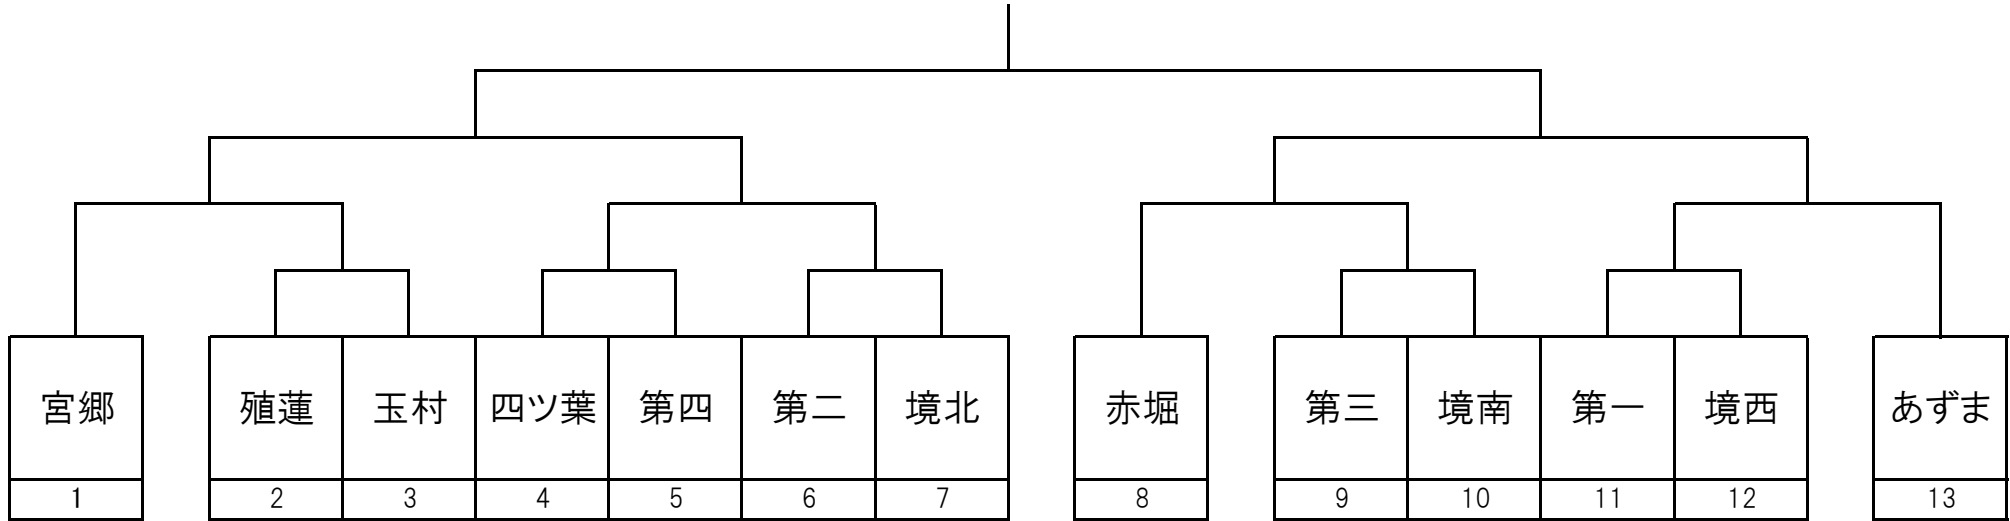 宮郷 殖蓮 玉村 四ツ葉 第四 第二 境北 赤堀 第三 境南 第一 境西 あずま
1 2 3 4 5 6 7 8 9 10 11 12 13